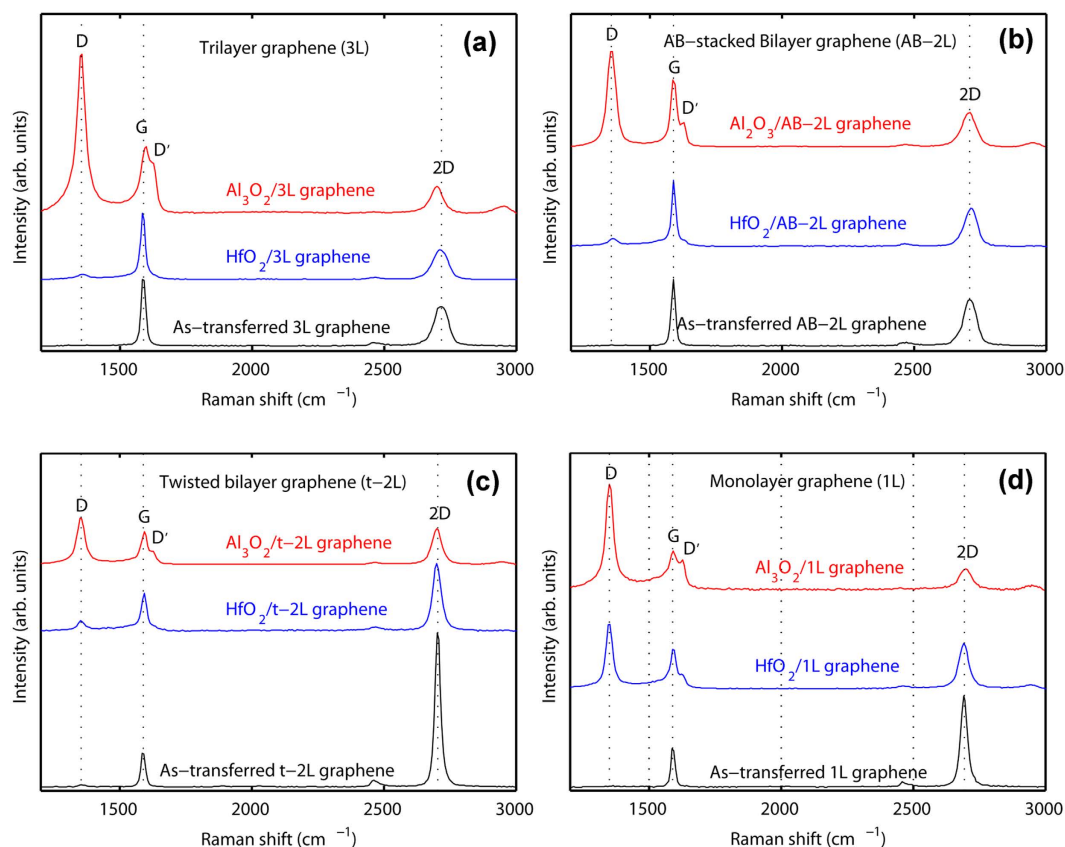 Trilayer graphene (3L)
(a)
D
G
D′
2D
Al3O2/3L graphene
HfO2/3L graphene
As−transferred 3L graphene
Intensity (arb. units)
1500
2000
2500
3000
Raman shift (cm −1)
AB−stacked Bilayer graphene (AB−2L)
(b)
D
G
D′
2D
Al2O3/AB−2L graphene
HfO2/AB−2L graphene
As−transferred AB−2L graphene
Intensity (arb. units)
1500
2000
2500
3000
Raman shift (cm −1)
Twisted bilayer graphene (t−2L)
(c)
D
G
D′
2D
Al3O2/t−2L graphene
HfO2/t−2L graphene
As−transferred t−2L graphene
Intensity (arb. units)
1500
2000
2500
3000
Raman shift (cm −1)
Monolayer graphene (1L)
(d)
D
G
D′
2D
Al3O2/1L graphene
HfO2/1L graphene
As−transferred 1L graphene
Intensity (arb. units)
1500
2000
2500
3000
Raman shift (cm −1)